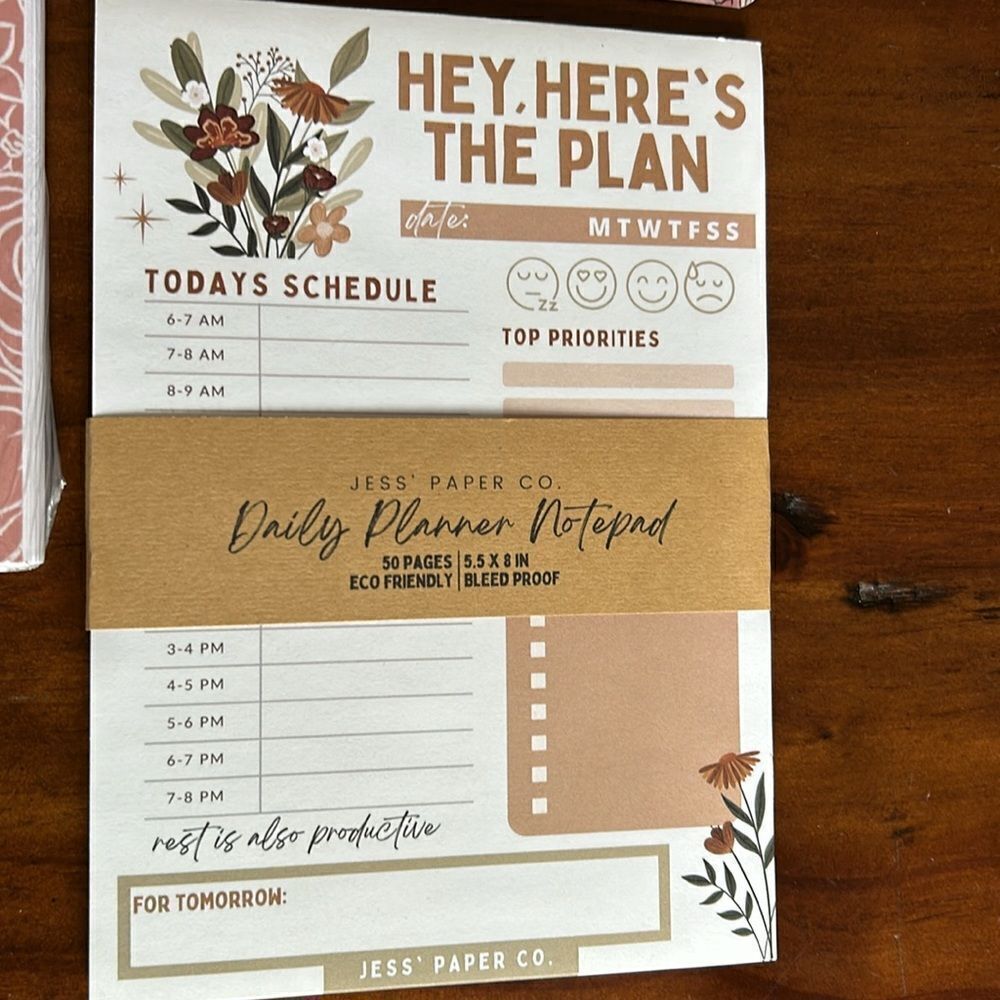 HEY, HERE'S
THE PLAN
date: MTWTFSS
TODAYS SCHEDULE
zz
6-7 AM
TOP PRIORITIES
7-8 AM
8-9 AM
JESS' PAPER CO.
Daily Planner Notepad
50 PAGES | 5.5 X 8 IN
ECO FRIENDLY | BLEED PROOF
3-4 PM
4-5 PM
5-6 PM
6-7 PM
7-8 PM
rest is also productive
FOR TOMORROW:
JESS' PAPER CO.